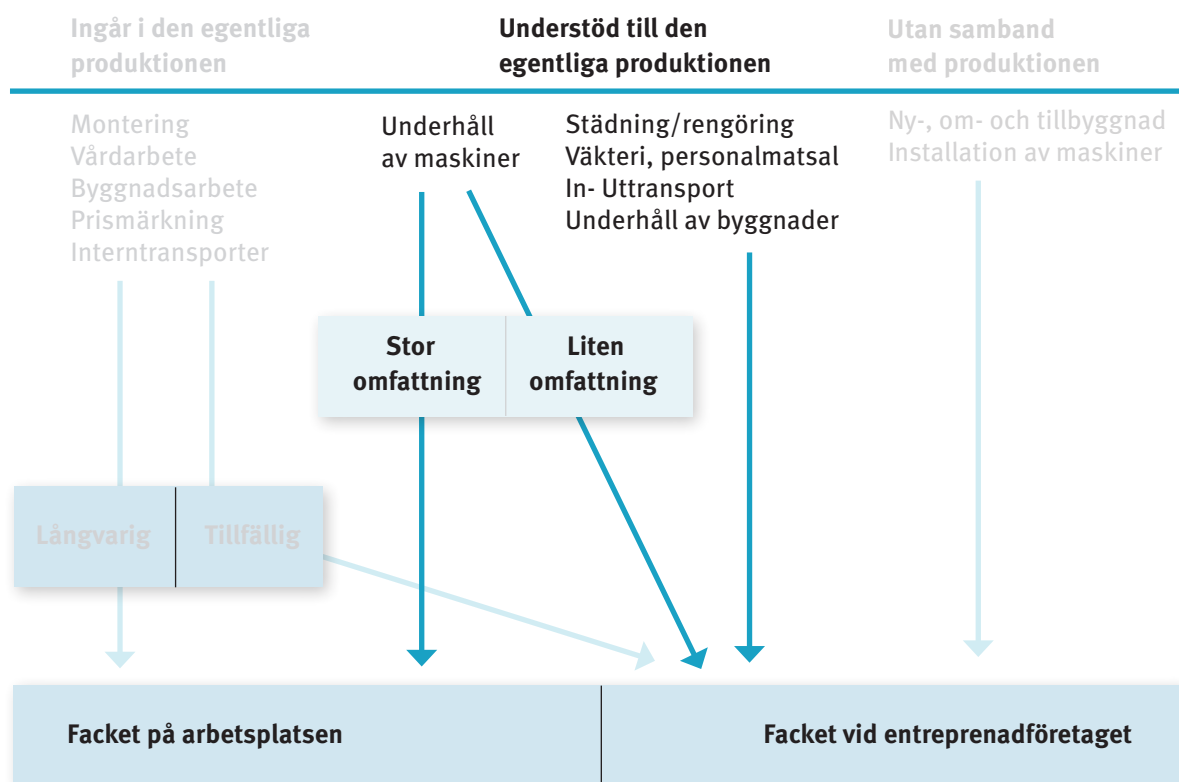 Ingår i den egentliga
produktionen
Understöd till den
egentliga produktionen
Utan samband
med produktionen
Montering
Vårdarbete
Byggnadsarbete
Prismärkning
Interntransporter
Underhåll
av maskiner
Städning/rengöring
Väkteri, personalmatsal
In- Uttransport
Underhåll av byggnader
Ny-, om- och tillbyggnad
Installation av maskiner
Stor
omfattning
Liten
omfattning
Långvarig
Tillfällig
Facket på arbetsplatsen
Facket vid entreprenadföretaget